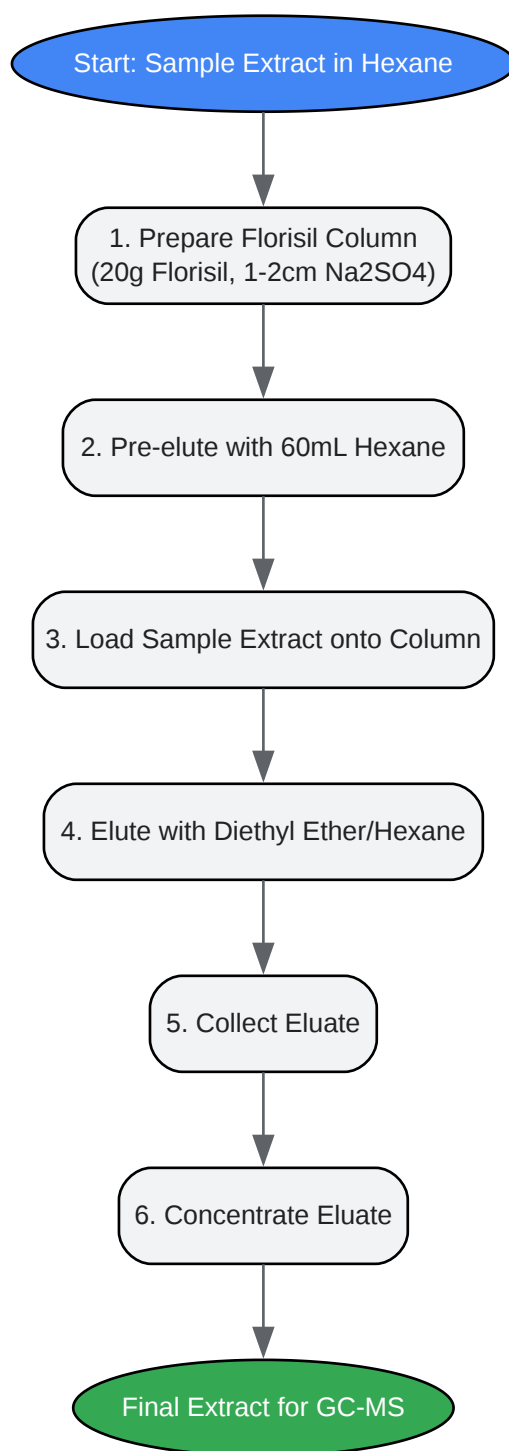 Start: Sample Extract in Hexane
1. Prepare Florisil Column
(20g Florisil, 1-2cm Na2SO4)
2. Pre-elute with 60mL Hexane
3. Load Sample Extract onto Column
4. Elute with Diethyl Ether/Hexane
5. Collect Eluate
6. Concentrate Eluate
Final Extract for GC-MS